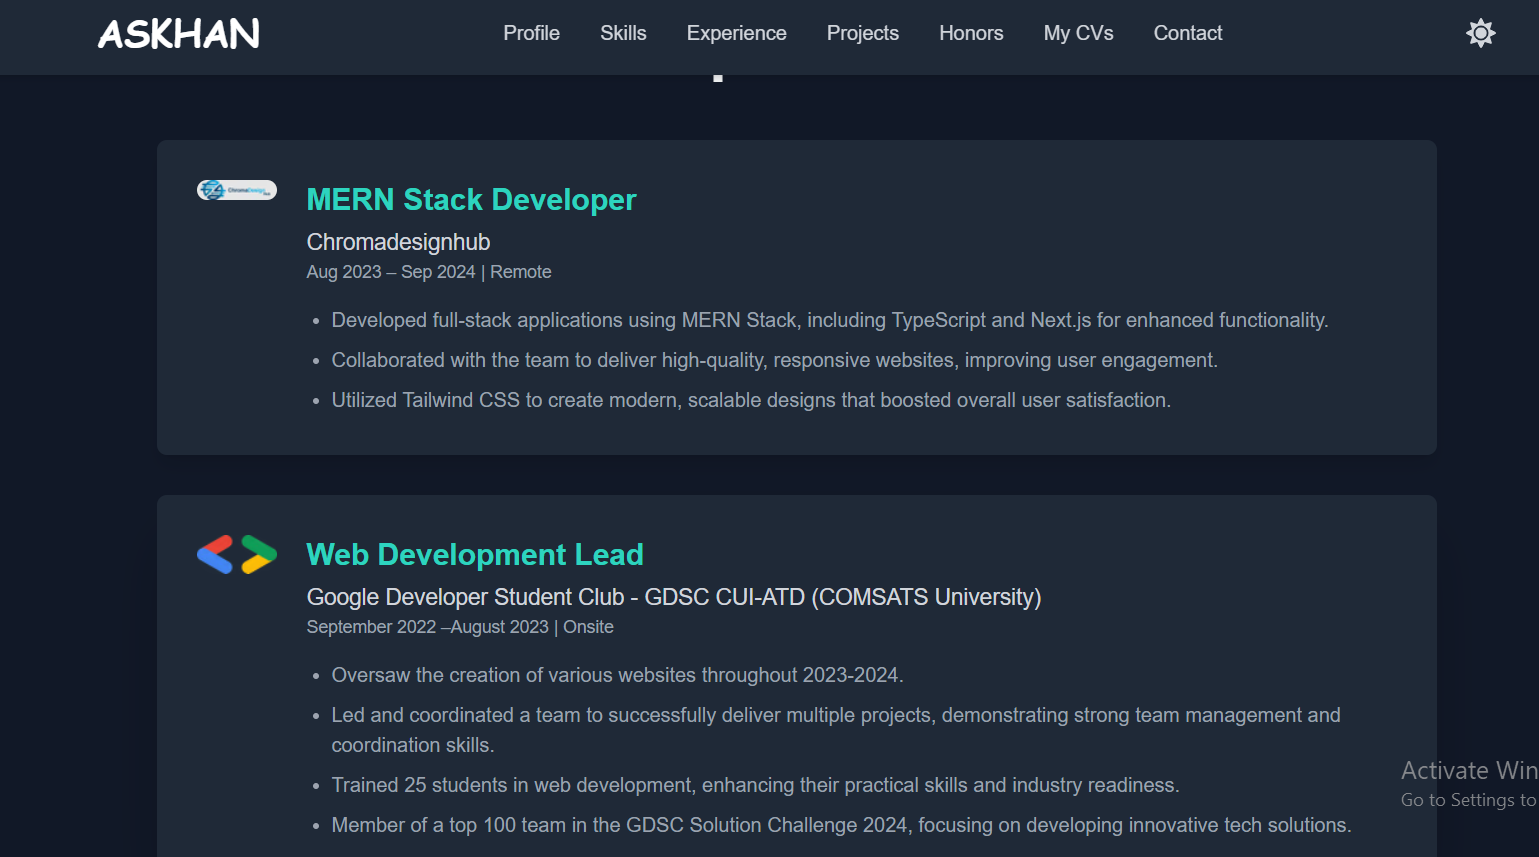 ASKHAN
Profile
Skills
Experience
Projects
Honors
My CVs
Contact
MERN Stack Developer
Chromadesignhub
Aug 2023 – Sep 2024 | Remote
• Developed full-stack applications using MERN Stack, including TypeScript and Next.js for enhanced functionality.
• Collaborated with the team to deliver high-quality, responsive websites, improving user engagement.
• Utilized Tailwind CSS to create modern, scalable designs that boosted overall user satisfaction.
Web Development Lead
Google Developer Student Club - GDSC CUI-ATD (COMSATS University)
September 2022 –August 2023 | Onsite
• Oversaw the creation of various websites throughout 2023-2024.
• Led and coordinated a team to successfully deliver multiple projects, demonstrating strong team management and
coordination skills.
• Trained 25 students in web development, enhancing their practical skills and industry readiness.
• Member of a top 100 team in the GDSC Solution Challenge 2024, focusing on developing innovative tech solutions.
Activate Win
Go to Settings to